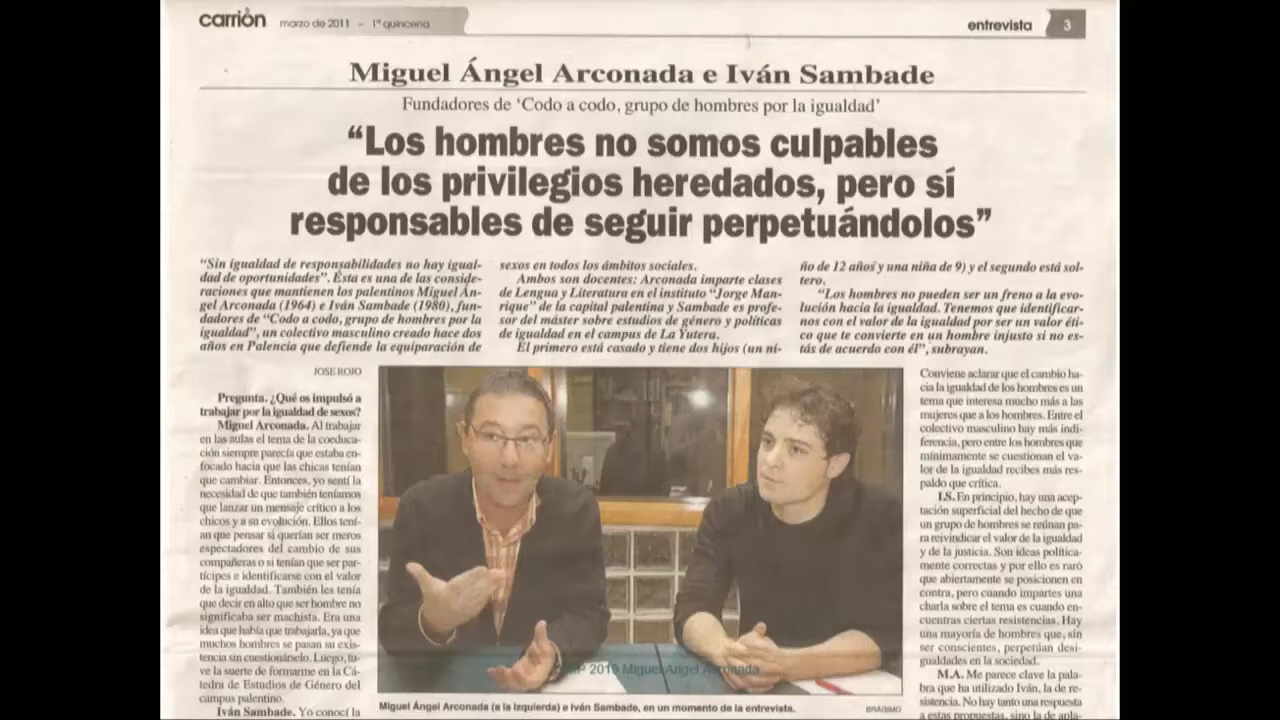 carrión marzo de 2011 – 1ª quincena
entrevista 3
Miguel Ángel Arconada e Iván Sambade
Fundadores de ‘Codo a codo, grupo de hombres por la igualdad’
“Los hombres no somos culpables
de los privilegios heredados, pero sí
responsables de seguir perpetuándolos”
“Sin igualdad de responsabilidades no hay igual-
dad de oportunidades”. Ésta es una de las conside-
raciones que mantienen los palentinos Miguel Án-
gel Arconada (1964) e Iván Sambade (1980), fun-
dadores de “Codo a codo, grupo de hombres por la
igualdad”, un colectivo masculino creado hace dos
años en Palencia que defiende la equiparación de
sexos en todos los ámbitos sociales.
Ambos son docentes: Arconada imparte clases
de Lengua y Literatura en el instituto “Jorge Man-
rique” de la capital palentina y Sambade es profe-
sor del máster sobre estudios de género y políticas
de igualdad en el campus de La Yutera.
El primero está casado y tiene dos hijos (un ni-
ño de 12 años y una niña de 9) y el segundo está sol-
tero.
“Los hombres no pueden ser un freno a la evo-
lución hacia la igualdad. Tenemos que identificar-
nos con el valor de la igualdad por ser un valor éti-
co que te convierte en un hombre injusto si no es-
tás de acuerdo con él”, subrayan.
JOSE ROJO
Pregunta. ¿Qué os impulsó a
trabajar por la igualdad de sexos?
Miguel Arconada. Al trabajar
en las aulas el tema de la coeduca-
ción siempre parecía que estaba en-
focado hacia que las chicas tenían
que cambiar. Entonces, yo sentí la
necesidad de que también teníamos
que lanzar un mensaje crítico a los
chicos y a su evolución. Ellos tení-
an que pensar si querían ser meros
espectadores del cambio de sus
compañeras o si tenían que ser par-
tícipes e identificarse con el valor
de la igualdad. También les tenía
que decir en alto que ser hombre no
significaba ser machista. Era una
idea que había que trabajarla, ya que
muchos hombres se pasan su exis-
tencia sin cuestionárselo. Luego, tu-
ve la suerte de formarme en la Cá-
tedra de Estudios de Género del
campus palentino.
Iván Sambade. Yo conocí la
2019 Miguel Angel Arconada
Miguel Ángel Arconada (a la izquierda) e Iván Sambade, en un momento de la entrevista.
BRÁGIMO
Conviene aclarar que el cambio ha-
cia la igualdad de los hombres es un
tema que interesa mucho más a las
mujeres que a los hombres. Entre el
colectivo masculino hay más indi-
ferencia, pero entre los hombres que
mínimamente se cuestionan el va-
lor de la igualdad recibes más res-
paldo que crítica.
I.S. En principio, hay una acep-
tación superficial del hecho de que
un grupo de hombres se reúnan pa-
ra reivindicar el valor de la igualdad
y de la justicia. Son ideas política-
mente correctas y por ello es raro
que abiertamente se posicionen en
contra, pero cuando impartes una
charla sobre el tema es cuando en-
cuentras ciertas resistencias. Hay
una mayoría de hombres que, sin
ser conscientes, perpetúan desi-
gualdades en la sociedad.
M.A. Me parece clave la pala-
bra que ha utilizado Iván, la de re-
sistencia. No hay tanto una respuesta
a estas propuestas, sino la de apla-